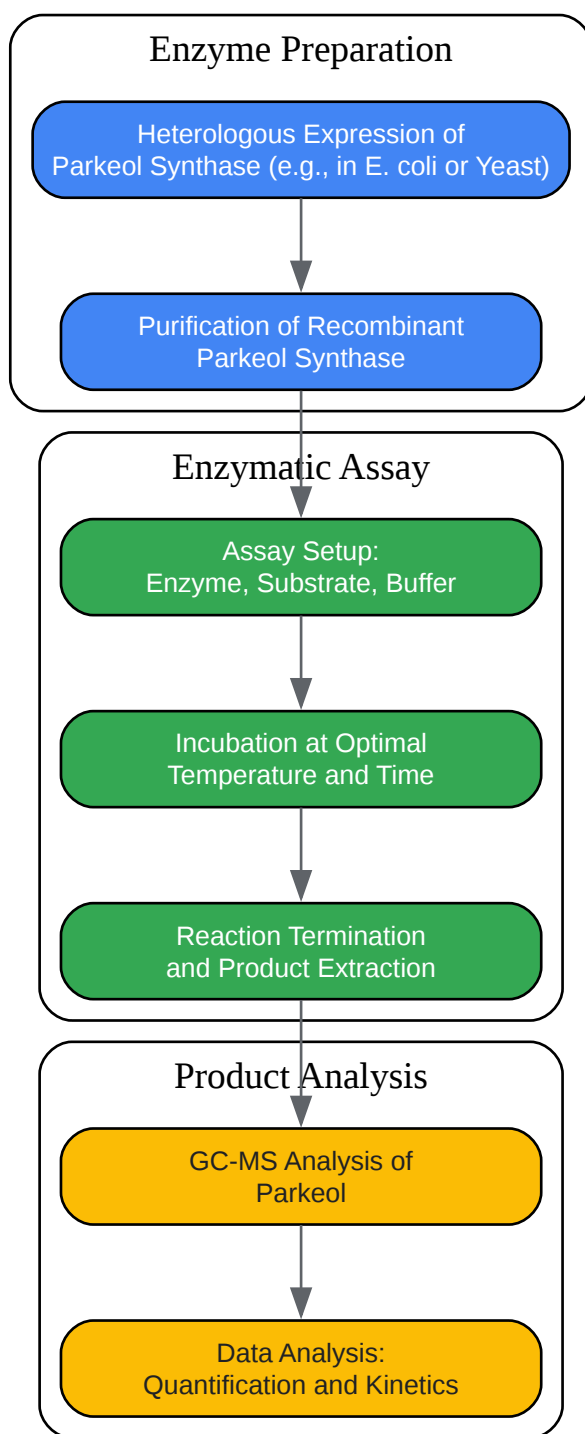 Enzyme Preparation
Heterologous Expression of
Parkeol Synthase (e.g., in E. coli or Yeast)
Purification of Recombinant
Parkeol Synthase
Enzymatic Assay
Assay Setup:
Enzyme, Substrate, Buffer
Incubation at Optimal
Temperature and Time
Reaction Termination
and Product Extraction
Product Analysis
GC-MS Analysis of
Parkeol
Data Analysis:
Quantification and Kinetics